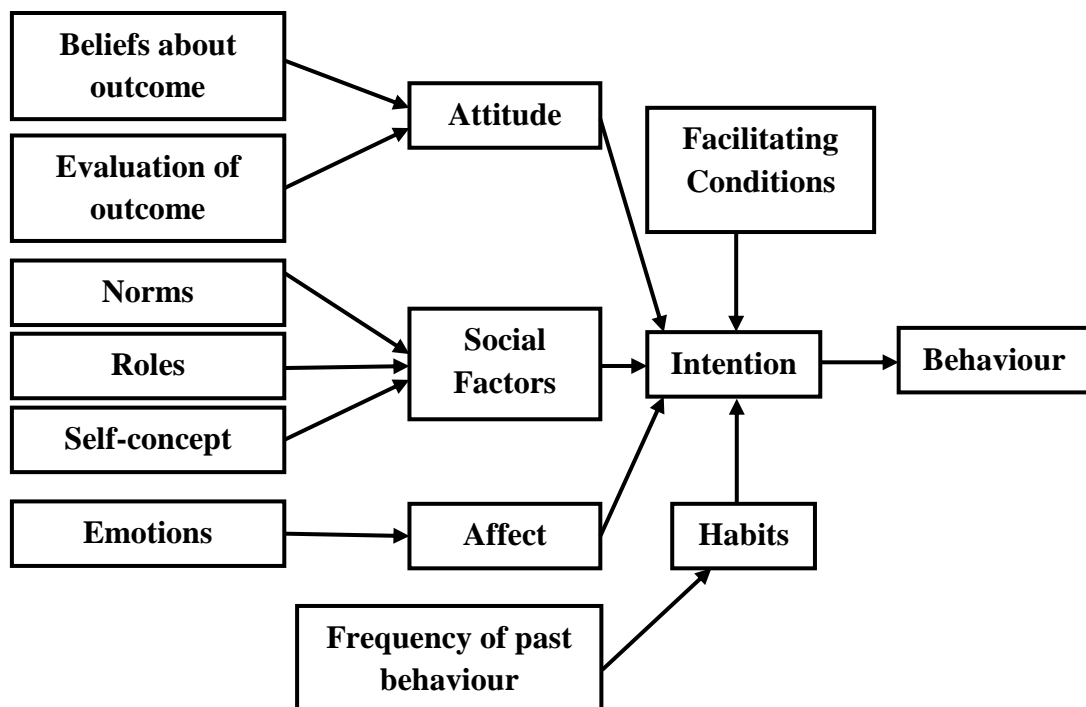 Beliefs about
outcome
Evaluation of
outcome
Norms
Roles
Self-concept
Emotions
Attitude
Social
Factors
Affect
Frequency of past
behaviour
Facilitating
Conditions
Intention
Habits
Behaviour